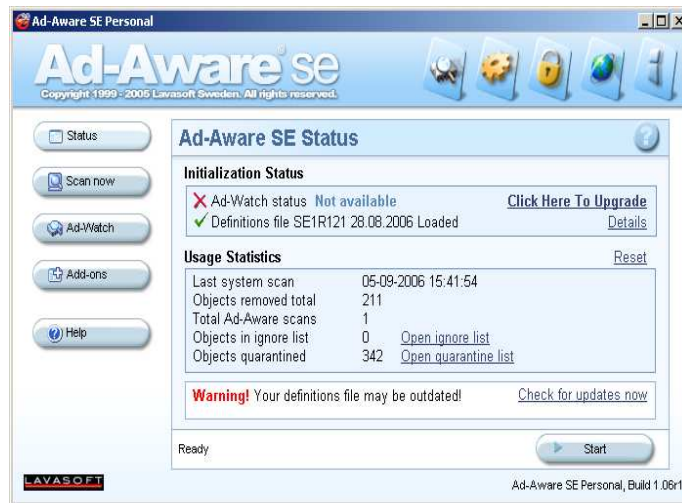 Ad-Aware SE Personal
Ad-Aware SE
Copyright 1999 - 2005 Lavasoft Sweden. All rights reserved.
Status
Scan now
Ad-Watch
Add-ons
Help
Ad-Aware SE Status
Initialization Status
Ad-Watch status Not available Click Here To Upgrade
Definitions file SE1R121 28.08.2006 Loaded Details
Usage Statistics Reset
Last system scan 05-09-2006 15:41:54
Objects removed total 211
Total Ad-Aware scans 1
Objects in ignore list 0 Open ignore list
Objects quarantined 342 Open quarantine list
Warning! Your definitions file may be outdated! Check for updates now
Ready Start
LAVASOFT
Ad-Aware SE Personal, Build 1.06r1